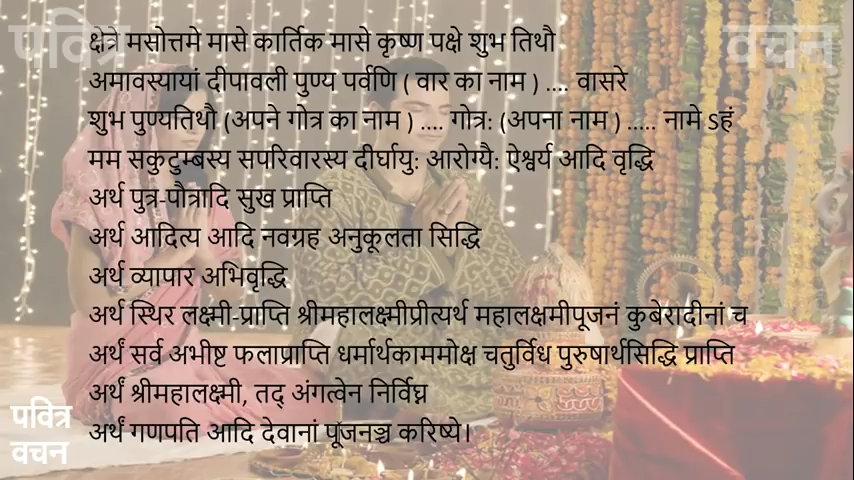 पवित्र
वचन
क्षेत्रे मसोत्तमे मासे कार्तिक मासे कृष्ण पक्षे शुभ तिथौ
अमावस्यायां दीपावली पुण्य पर्वणि ( वार का नाम ) .... वासरे
शुभ पुण्यतिथौ (अपने गोत्र का नाम ) .... गोत्र: (अपना नाम ) ..... नामे Sहं
मम सकुटुम्बस्य सपरिवारस्य दीर्घायु: आरोग्यै: ऐश्वर्य आदि वृद्धि
अर्थ पुत्र-पौत्रादि सुख प्राप्ति
अर्थ आदित्य आदि नवग्रह अनुकूलता सिद्धि
अर्थ व्यापार अभिवृद्धि
अर्थ स्थिर लक्ष्मी-प्राप्ति श्रीमहालक्ष्मीप्रीत्यर्थ महालक्षमीपूजनं कुबेरादीनां च
अर्थं सर्व अभीष्ट फलाप्राप्ति धर्मार्थकाममोक्ष चतुर्विध पुरुषार्थसिद्धि प्राप्ति
अर्थं श्रीमहालक्ष्मी, तद् अंगत्वेन निर्विघ्न
अर्थं गणपति आदि देवानां पूजनञ्च करिष्ये।
पवित्र
वचन